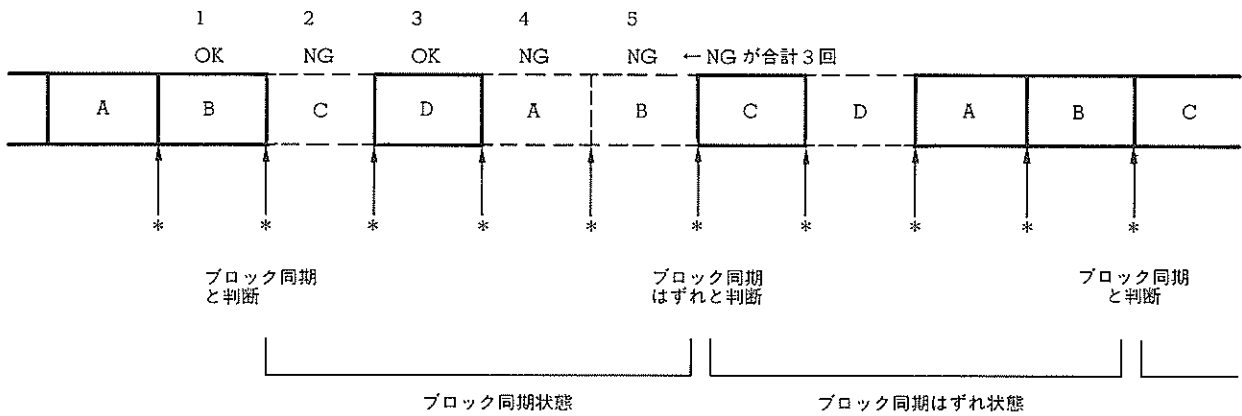 1 2 3 4 5
OK NG OK NG NG ←NGが合計3回
A B C D A B C D A B C
* * * * * * * * * *
ブロック同期
と判断
ブロック同期
はずれと判断
ブロック同期
と判断
ブロック同期状態
ブロック同期はずれ状態